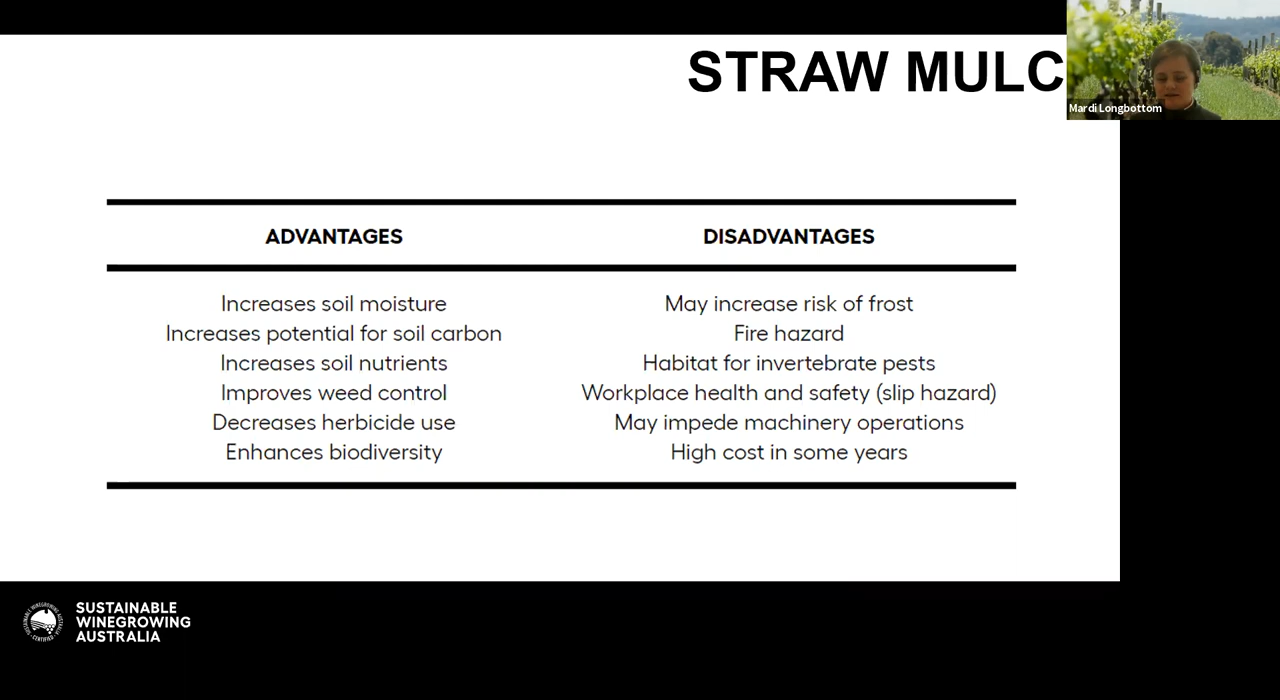 STRAW MULC
Mardi Longbottom
ADVANTAGES
DISADVANTAGES
Increases soil moisture
May increase risk of frost
Increases potential for soil carbon
Fire hazard
Increases soil nutrients
Habitat for invertebrate pests
Improves weed control
Workplace health and safety (slip hazard)
Decreases herbicide use
May impede machinery operations
Enhances biodiversity
High cost in some years
SUSTAINABLE
WINEGROWING
AUSTRALIA